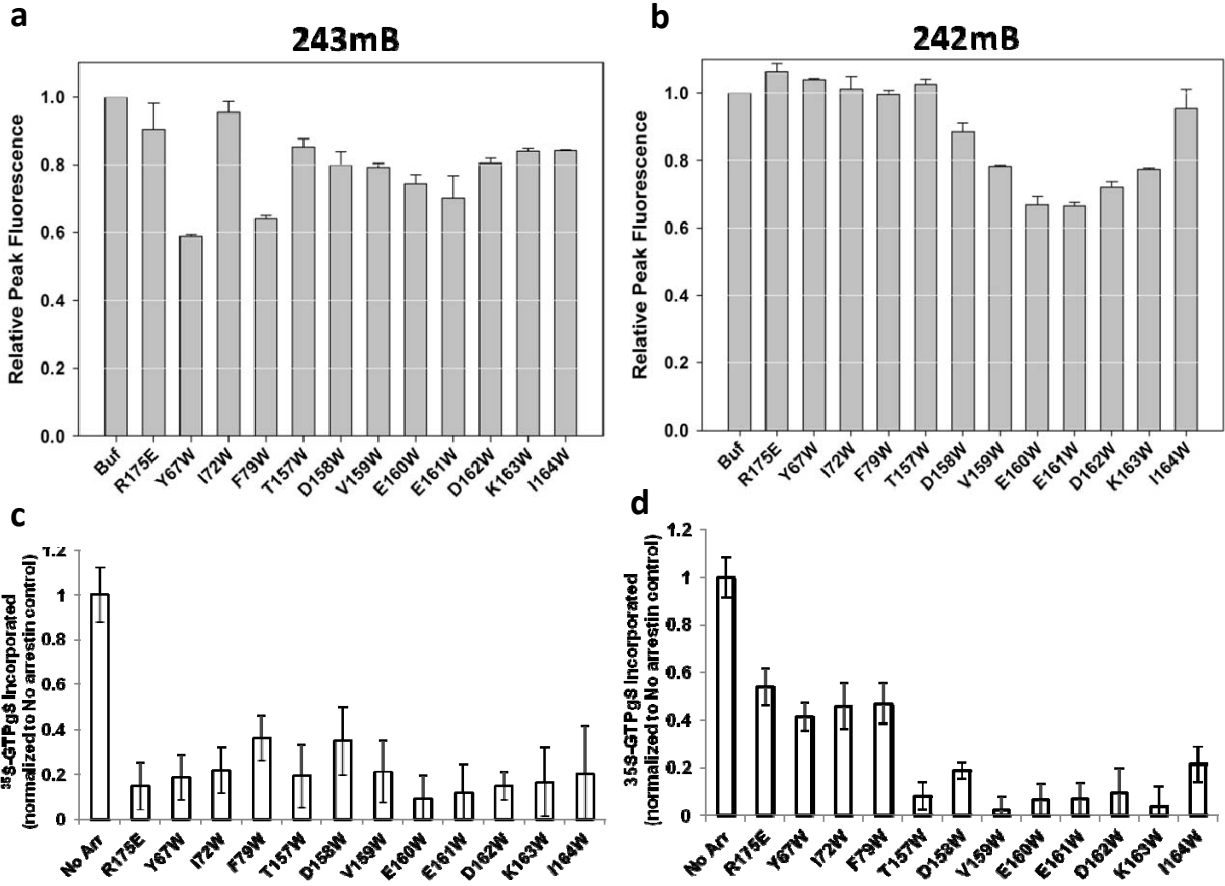 a
243mB
Relative Peak Fluorescence
1.0
0.8
0.6
0.4
0.2
0.0
Buf
R175E
Y67W
I72W
F79W
T157W
D158W
V159W
E160W
E161W
D162W
K163W
I164W
b
242mB
Relative Peak Fluorescence
1.0
0.8
0.6
0.4
0.2
0.0
Buf
R175E
Y67W
I72W
F79W
T157W
D158W
V159W
E160W
E161W
D162W
K163W
I164W
c
³⁵S-GTPgS Incorporated
(normalized to No arrestin control)
1.2
1
0.8
0.6
0.4
0.2
0
No Arr
R175E
Y67W
I72W
F79W
T157W
D158W
V159W
E160W
E161W
D162W
K163W
I164W
d
35S-GTPgS Incorporated
(normalized to No arrestin control)
1.2
1
0.8
0.6
0.4
0.2
0
No Arr
R175E
Y67W
I72W
F79W
T157W
D158W
V159W
E160W
E161W
D162W
K163W
I164W